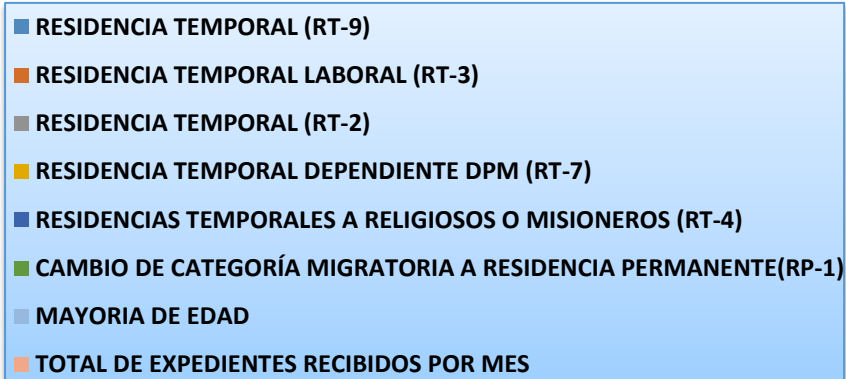 RESIDENCIA TEMPORAL (RT-9)
RESIDENCIA TEMPORAL LABORAL (RT-3)
RESIDENCIA TEMPORAL (RT-2)
RESIDENCIA TEMPORAL DEPENDIENTE DPM (RT-7)
RESIDENCIAS TEMPORALES A RELIGIOSOS O MISIONEROS (RT-4)
CAMBIO DE CATEGORÍA MIGRATORIA A RESIDENCIA PERMANENTE(RP-1)
MAYORIA DE EDAD
TOTAL DE EXPEDIENTES RECIBIDOS POR MES